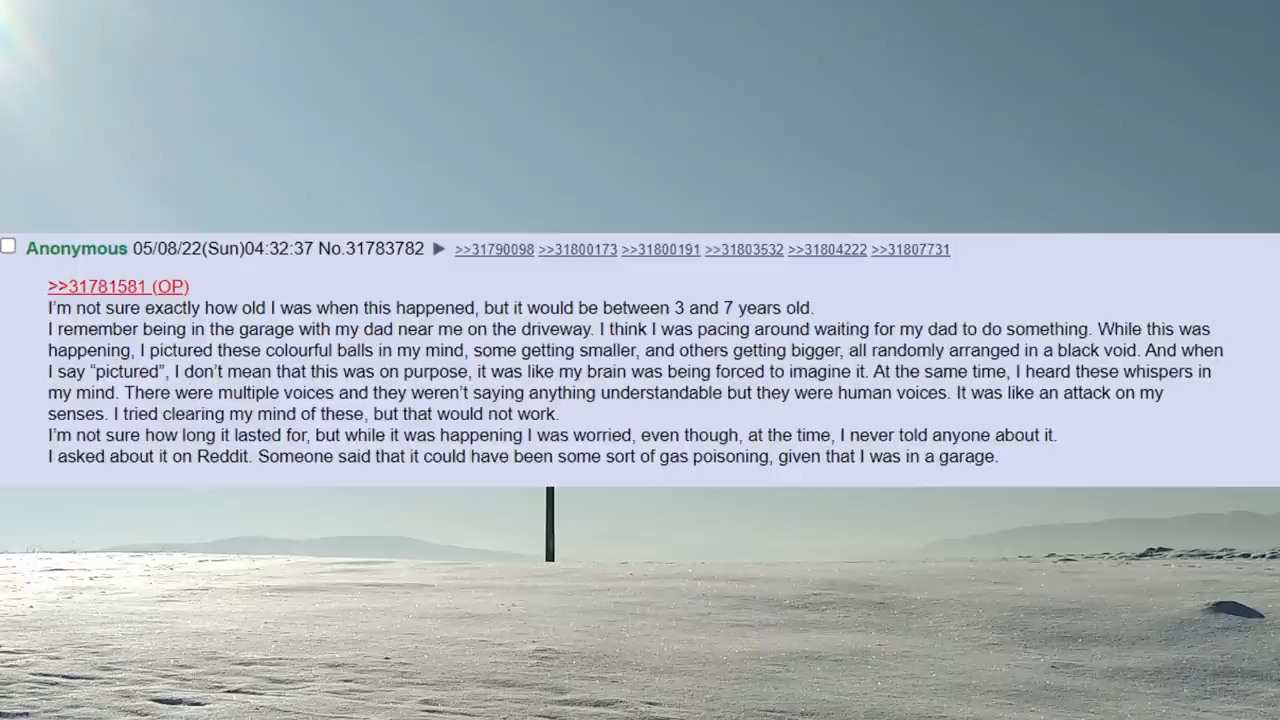 Anonymous 05/08/22(Sun)04:32:37 No.31783782 ▶ >>31790098 >>31800173 >>31800191 >>31803532 >>31804222 >>31807731
>>31781581 (OP)
I’m not sure exactly how old I was when this happened, but it would be between 3 and 7 years old.
I remember being in the garage with my dad near me on the driveway. I think I was pacing around waiting for my dad to do something. While this was
happening, I pictured these colourful balls in my mind, some getting smaller, and others getting bigger, all randomly arranged in a black void. And when
I say “pictured”, I don’t mean that this was on purpose, it was like my brain was being forced to imagine it. At the same time, I heard these whispers in
my mind. There were multiple voices and they weren’t saying anything understandable but they were human voices. It was like an attack on my
senses. I tried clearing my mind of these, but that would not work.
I’m not sure how long it lasted for, but while it was happening I was worried, even though, at the time, I never told anyone about it.
I asked about it on Reddit. Someone said that it could have been some sort of gas poisoning, given that I was in a garage.